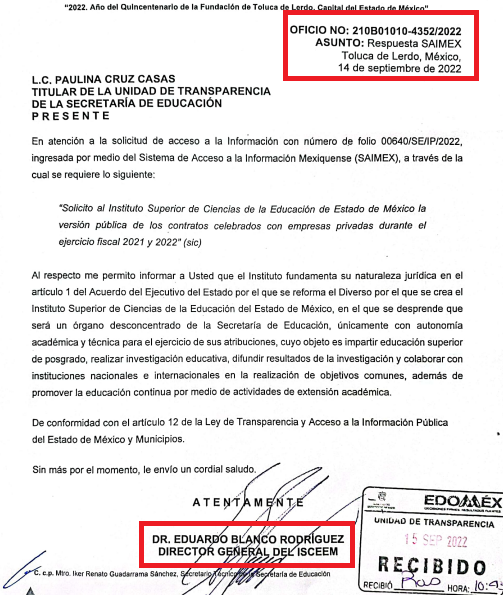 "2022. Año del Quincentenario de la Fundación de Toluca de Lerdo, Capital del Estado de México"
OFICIO NO: 210B01010-4352/2022
ASUNTO: Respuesta SAIMEX
Toluca de Lerdo, México,
14 de septiembre de 2022
L.C. PAULINA CRUZ CASAS
TITULAR DE LA UNIDAD DE TRANSPARENCIA
DE LA SECRETARÍA DE EDUCACIÓN
P R E S E N T E
En atención a la solicitud de acceso a la Información con número de folio 00640/SE/IP/2022,
ingresada por medio del Sistema de Acceso a la Información Mexiquense (SAIMEX), a través de la
cual se requiere lo siguiente:
"Solicito al Instituto Superior de Ciencias de la Educación de Estado de México la
versión pública de los contratos celebrados con empresas privadas durante el
ejercicio fiscal 2021 y 2022" (sic)
Al respecto me permito informar a Usted que el Instituto fundamenta su naturaleza jurídica en el
artículo 1 del Acuerdo del Ejecutivo del Estado por el que se reforma el Diverso por el que se crea el
Instituto Superior de Ciencias de la Educación del Estado de México, en el que se desprende que
será un órgano desconcentrado de la Secretaría de Educación, únicamente con autonomía
académica y técnica para el ejercicio de sus atribuciones, cuyo objeto es impartir educación superior
de posgrado, realizar investigación educativa, difundir resultados de la investigación y colaborar con
instituciones nacionales e internacionales en la realización de objetivos comunes, además de
promover la educación continua por medio de actividades de extensión académica.
De conformidad con el artículo 12 de la Ley de Transparencia y Acceso a la Información Pública
del Estado de México y Municipios.
Sin más por el momento, le envío un cordial saludo.
A T E N T A M E N T E
DR. EDUARDO BLANCO RODRÍGUEZ
DIRECTOR GENERAL DEL ISCEEM
C. c.p. Mtro. Iker Renato Guadarrama Sánchez, Secretario Técnico de la Secretaría de Educación
EDOMÉX
UNIDAD DE TRANSPARENCIA
15 SEP 2022
RECIBIDO
RECIBIÓ HORA: